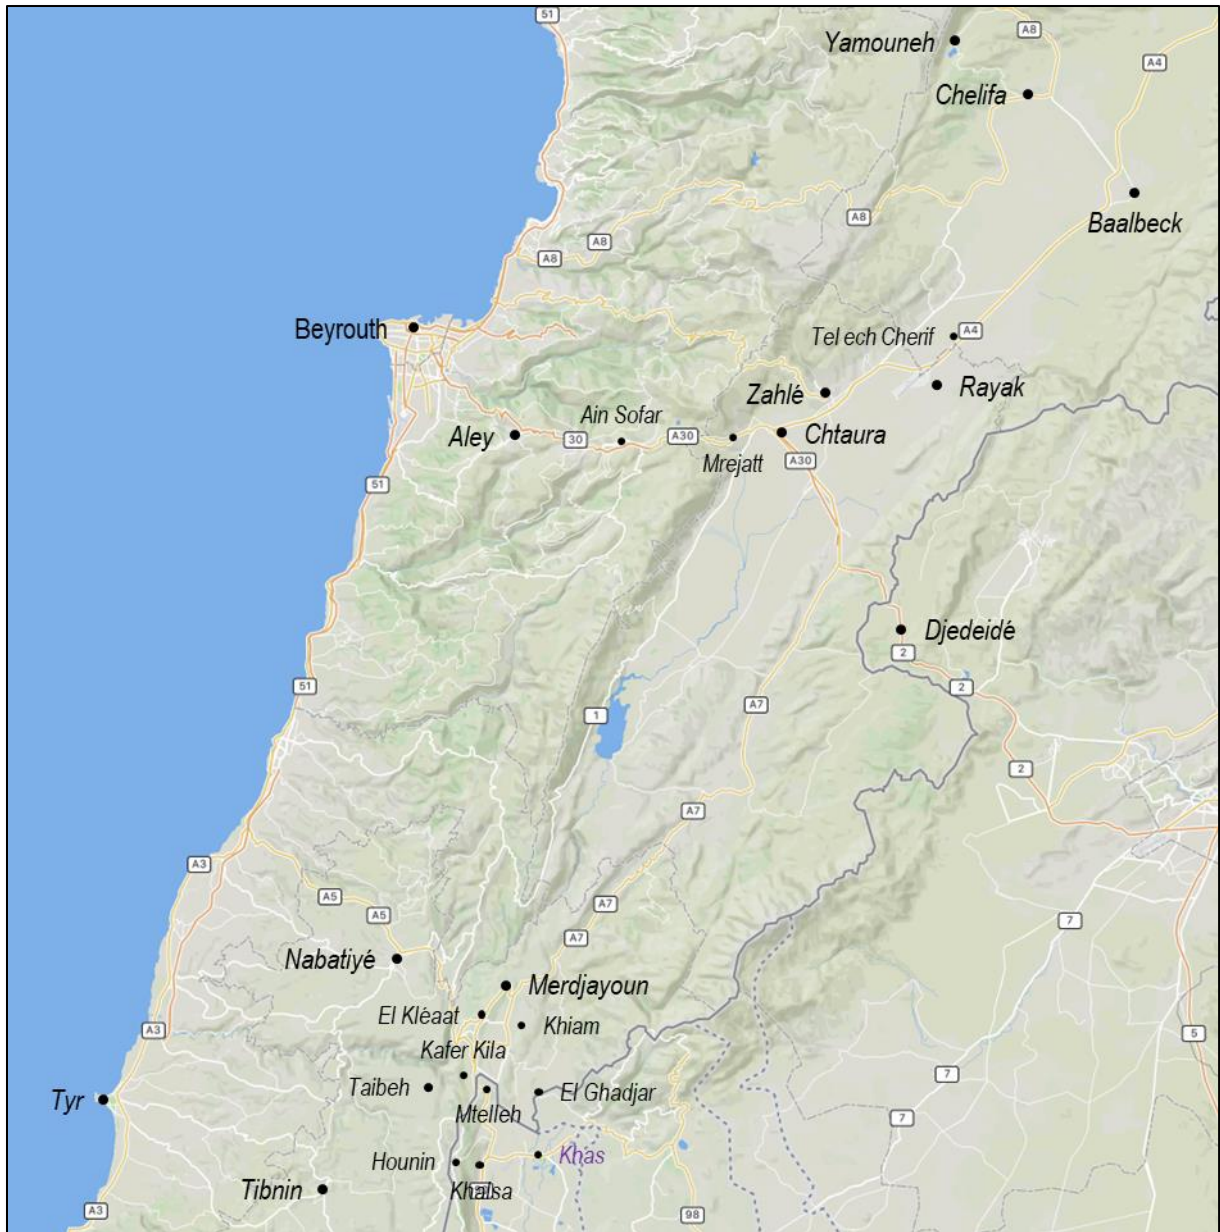 51
A8
Yamouneh
A4
Chelifa
Baalbeck
A8
A8
A8
Beyrouth
Tel ech Cherif
A4
Rayak
Zahlé
Ain Sofar
Aley
30
A30
Chtaura
Mrejatt
A30
51
Djedeidé
2
51
2
1
A7
2
A7
A3
A5
A7
A5
7
A7
Nabatiyé
Merdjayoun
El Kléaat
Khiam
A3
5
Kafer Kila
7
Taibeh
El Ghadjar
Tyr
Mtelleh
7
Khas
Hounin
Khalsa
Tibnin
A3
98